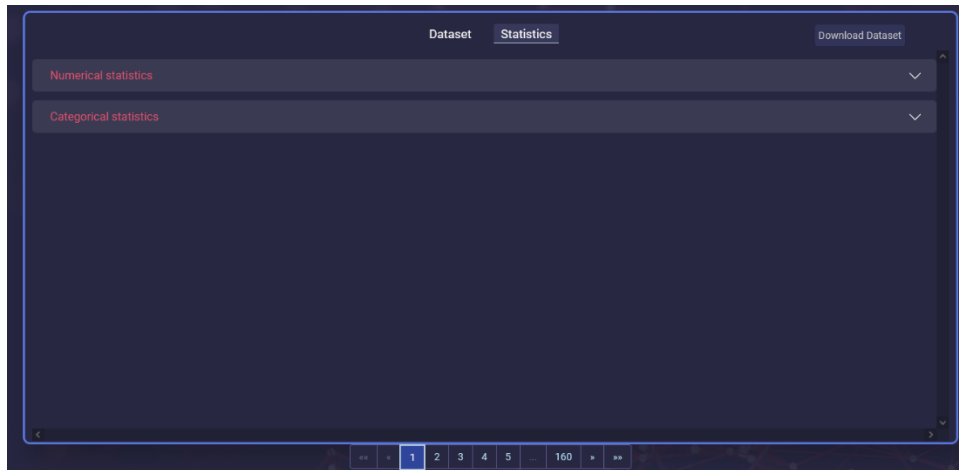 Dataset Statistics Download Dataset
Numerical statistics
Categorical statistics
«« « 1 2 3 4 5 ... 160 » »»